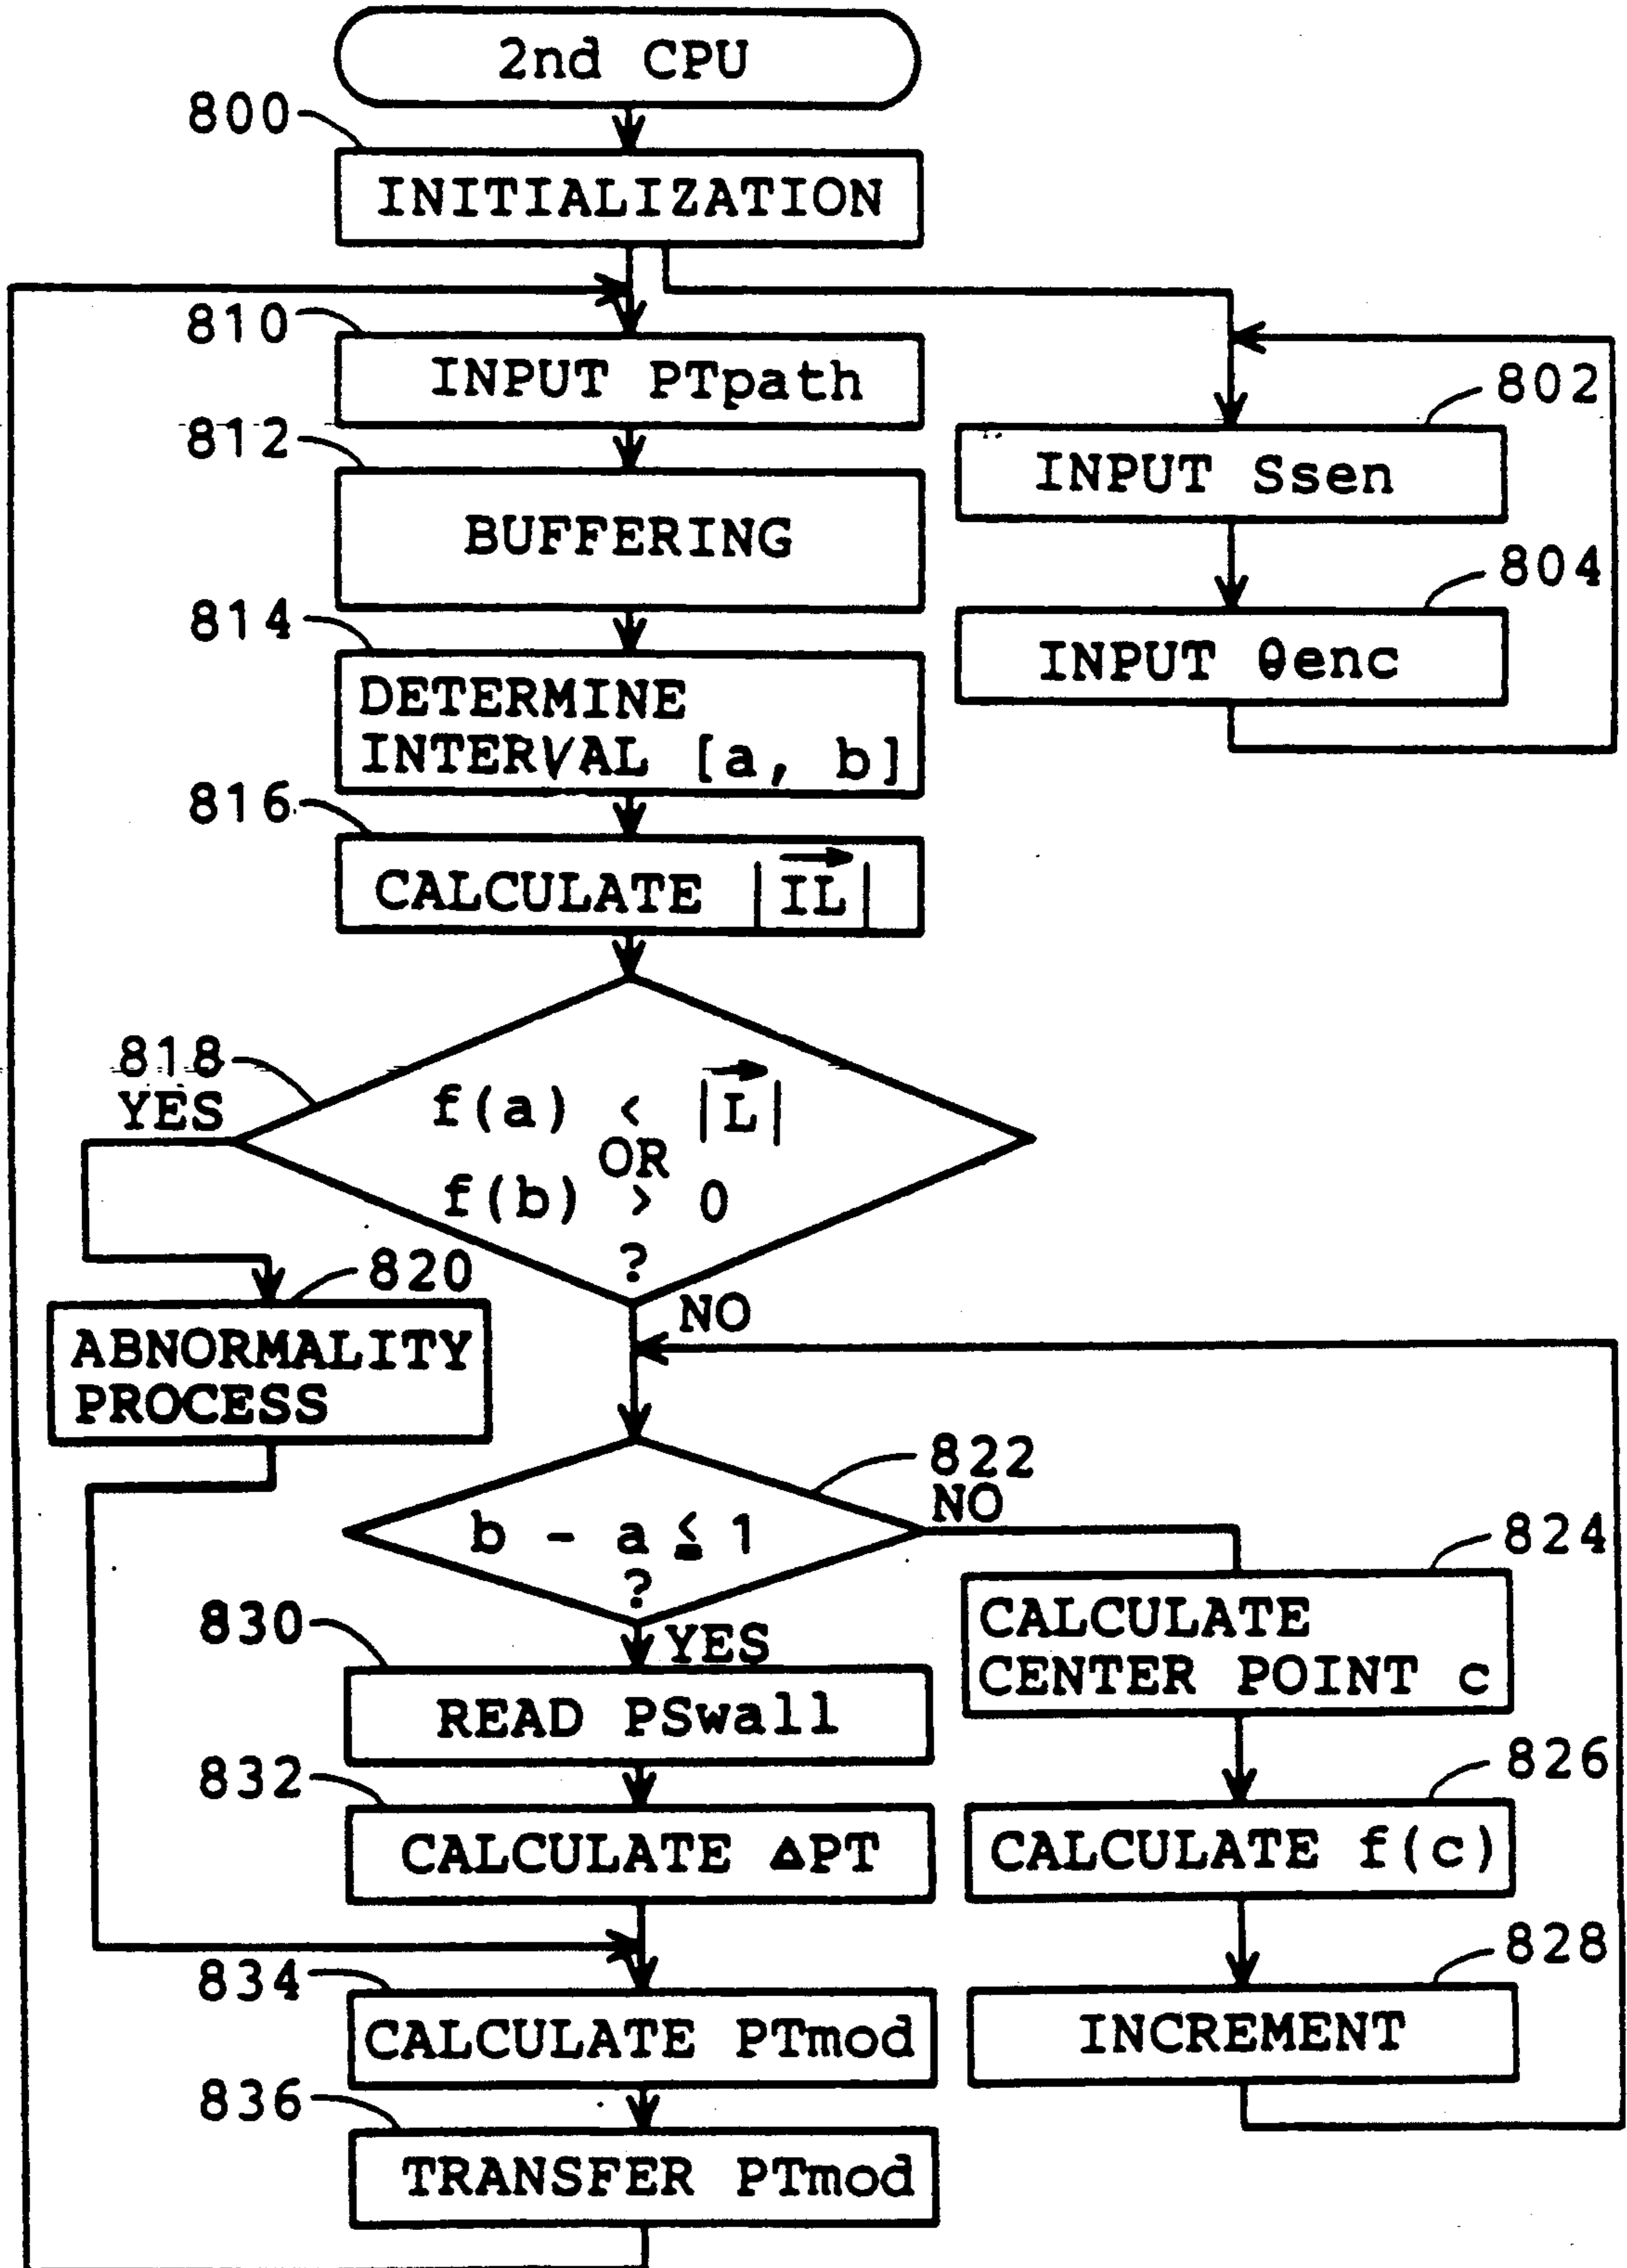 2nd CPU
800
INITIALIZATION
810
INPUT PTpath
802
INPUT Ssen
812
BUFFERING
804
INPUT θenc
814
DETERMINE
INTERVAL [a, b]
816
CALCULATE |IL|
818
YES
f(a) < |L|
OR
f(b) > 0
?
NO
820
ABNORMALITY
PROCESS
822
NO
b - a ≤ 1
?
YES
824
CALCULATE
CENTER POINT c
830
READ PSwall
826
CALCULATE f(c)
832
CALCULATE ΔPT
828
INCREMENT
834
CALCULATE PTmod
836
TRANSFER PTmod